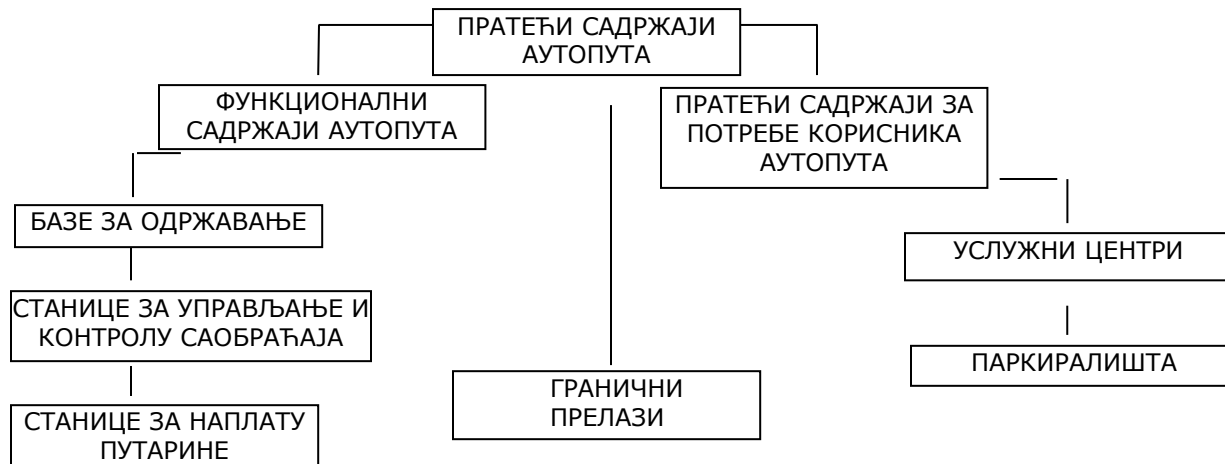 ПРАТЕЋИ САДРЖАЈИ
АУТОПУТА
ФУНКЦИОНАЛНИ
САДРЖАЈИ АУТОПУТА
ПРАТЕЋИ САДРЖАЈИ ЗА
ПОТРЕБЕ КОРИСНИКА
АУТОПУТА
БАЗЕ ЗА ОДРЖАВАЊЕ
УСЛУЖНИ ЦЕНТРИ
СТАНИЦЕ ЗА УПРАВЉАЊЕ И
КОНТРОЛУ САОБРАЋАЈА
ПАРКИРАЛИШТА
ГРАНИЧНИ
ПРЕЛАЗИ
СТАНИЦЕ ЗА НАПЛАТУ
ПУТАРИНЕ